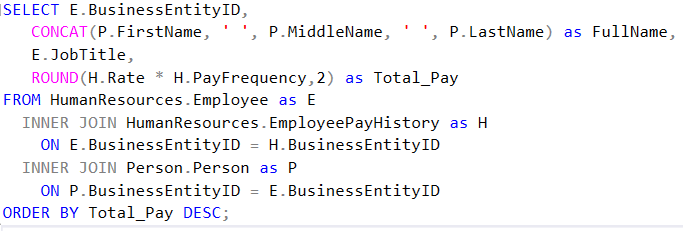 SELECT E.BusinessEntityID,
CONCAT(P.FirstName, ' ', P.MiddleName, ' ', P.LastName) as FullName,
E.JobTitle,
ROUND(H.Rate * H.PayFrequency,2) as Total_Pay
FROM HumanResources.Employee as E
INNER JOIN HumanResources.EmployeePayHistory as H
ON E.BusinessEntityID = H.BusinessEntityID
INNER JOIN Person.Person as P
ON P.BusinessEntityID = E.BusinessEntityID
ORDER BY Total_Pay DESC;